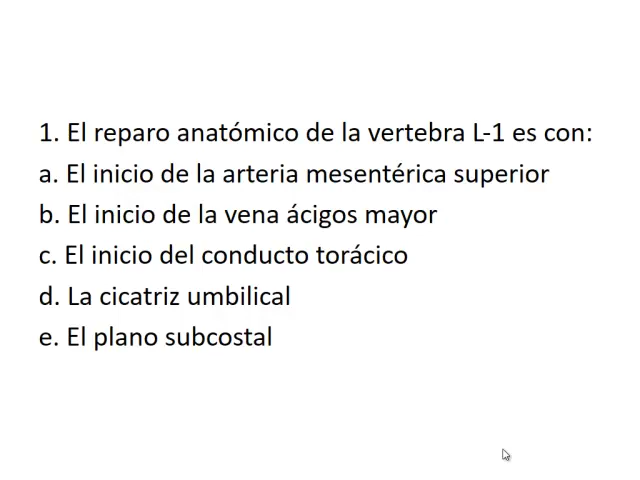 1. El reparo anatómico de la vertebra L-1 es con:
a. El inicio de la arteria mesentérica superior
b. El inicio de la vena ácigos mayor
c. El inicio del conducto torácico
d. La cicatriz umbilical
e. El plano subcostal